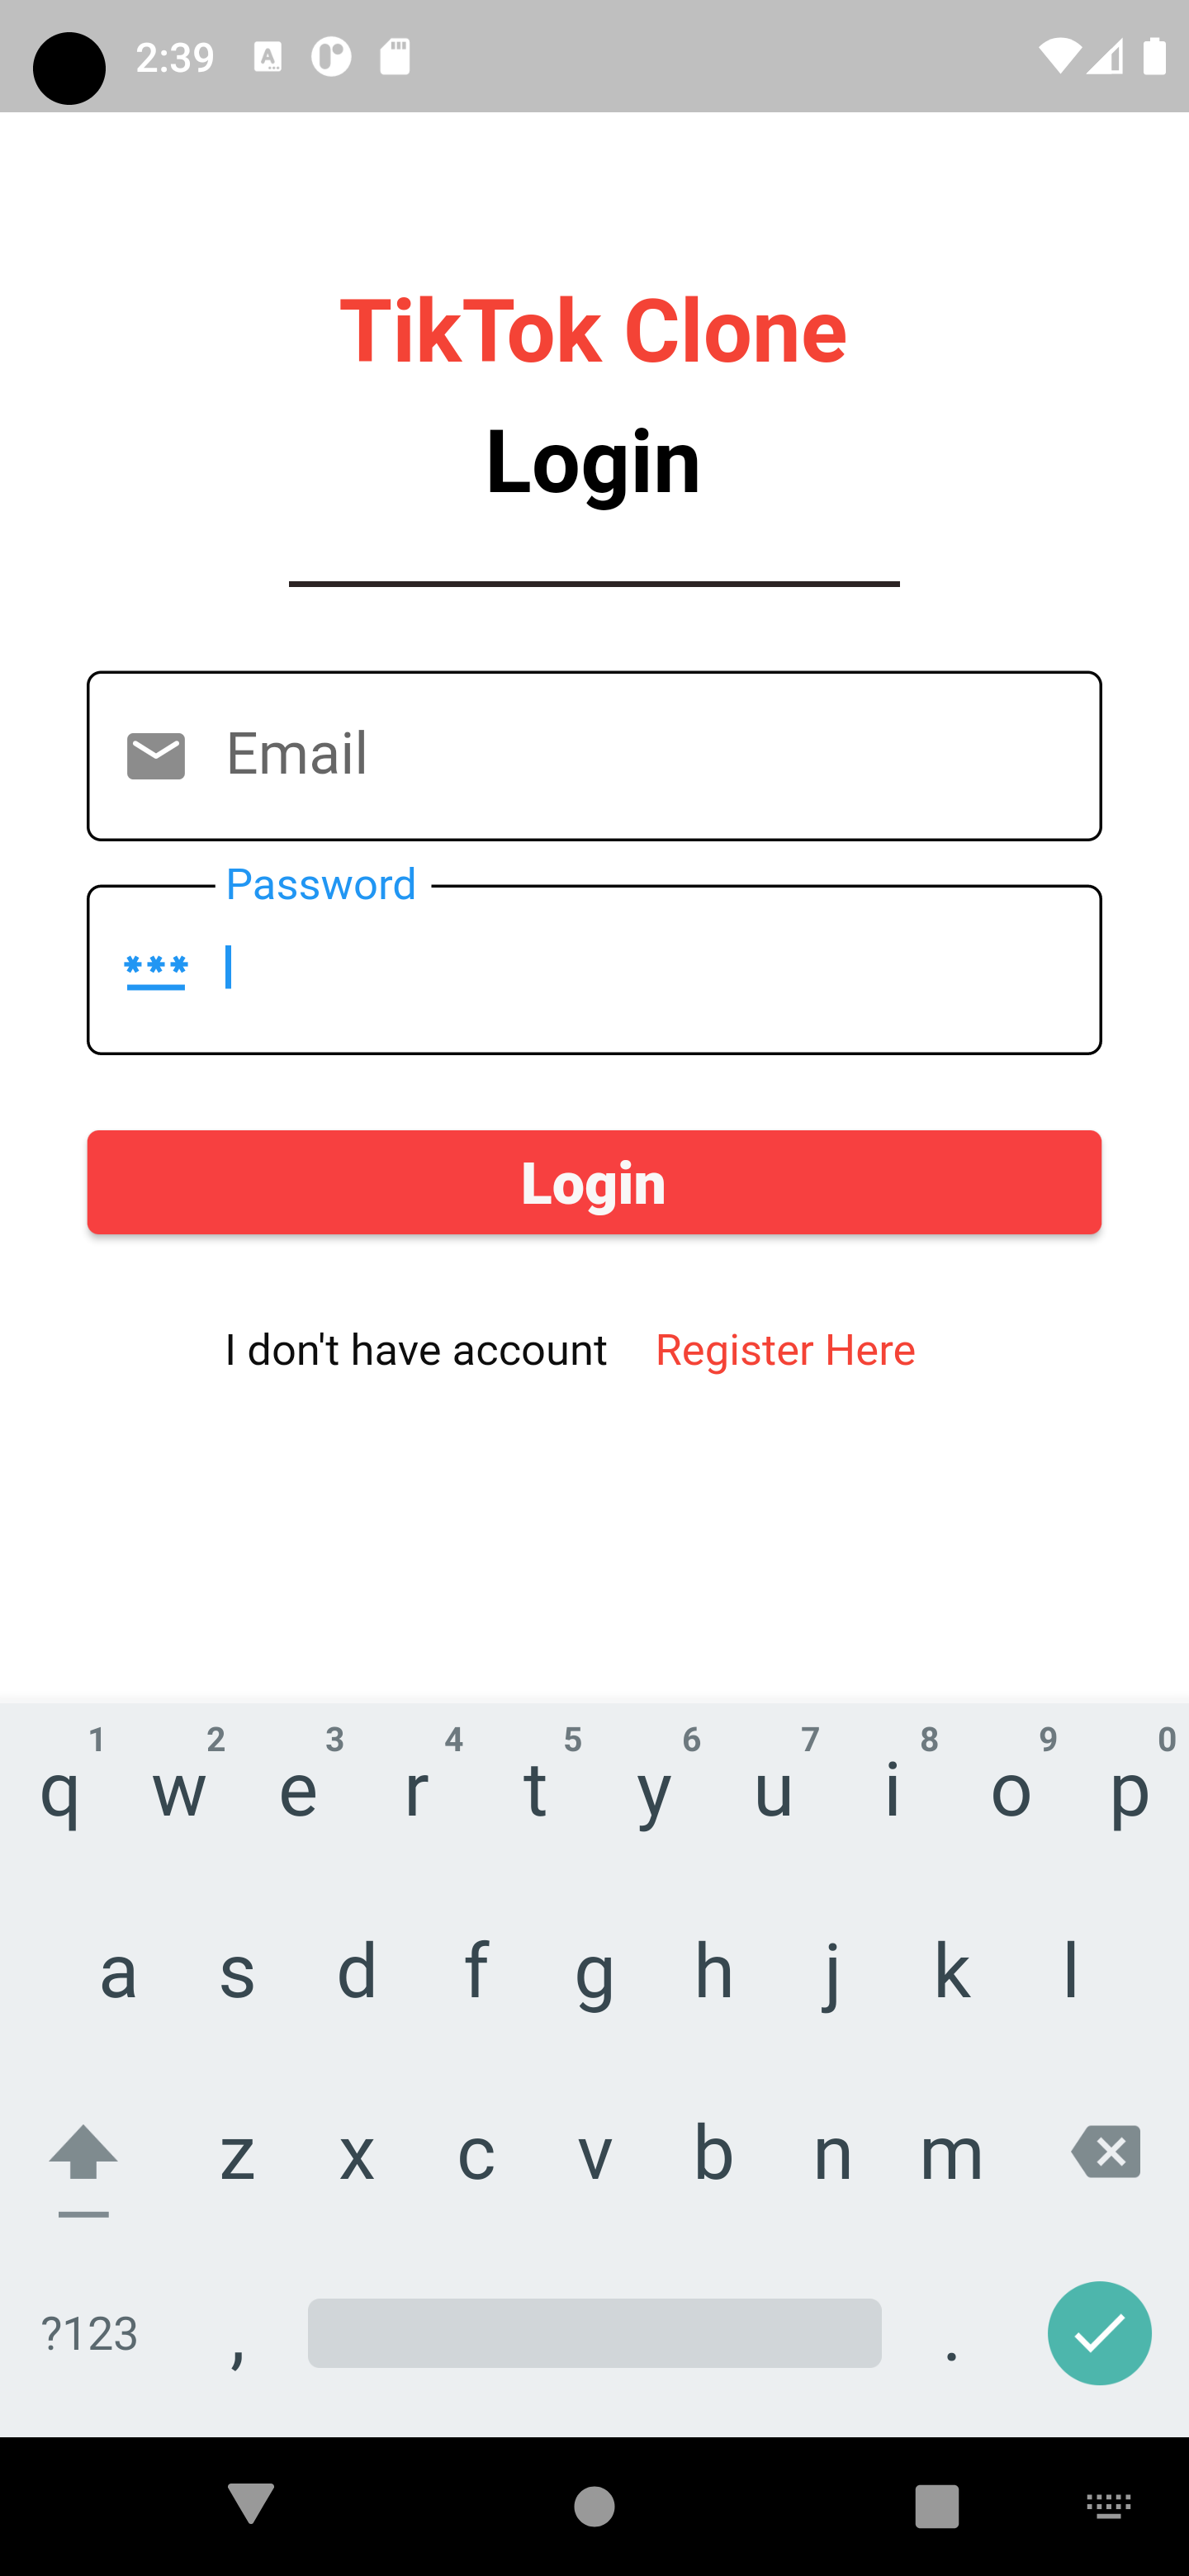 2:39
TikTok Clone
Login
Email
Password
***
Login
I don't have account Register Here
1 2 3 4 5 6 7 8 9 0
q w e r t y u i o p
a s d f g h j k l
z x c v b n m
?123 , .